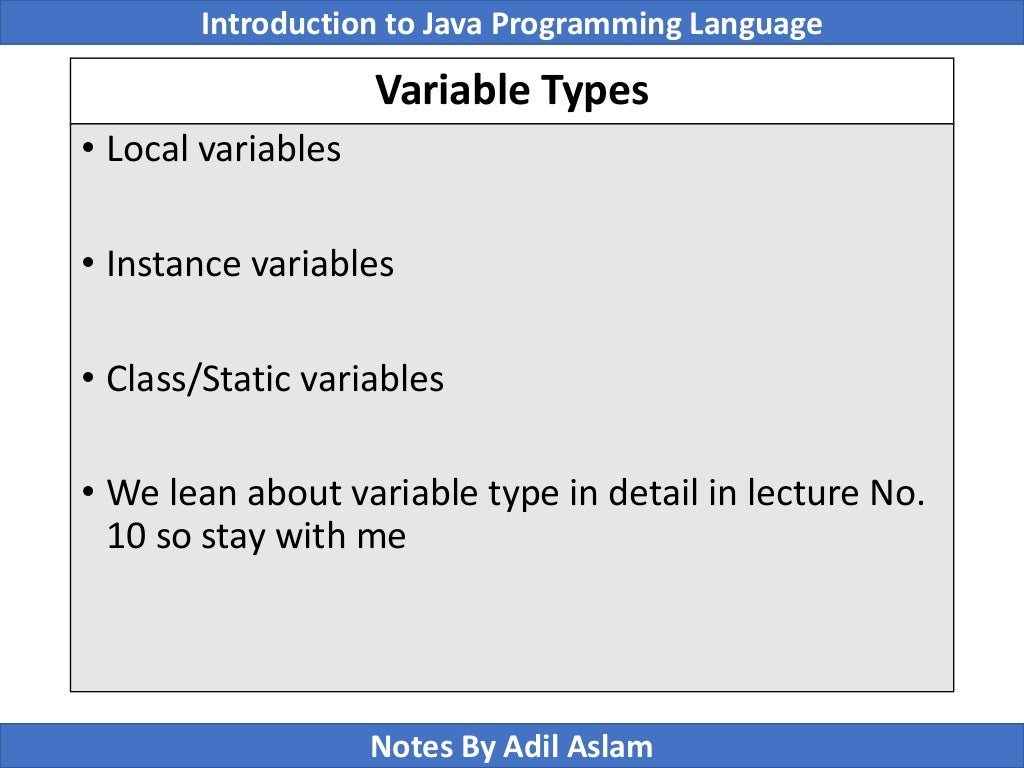 Introduction to Java Programming Language
Variable Types
• Local variables
• Instance variables
• Class/Static variables
• We lean about variable type in detail in lecture No.
10 so stay with me
Notes By Adil Aslam